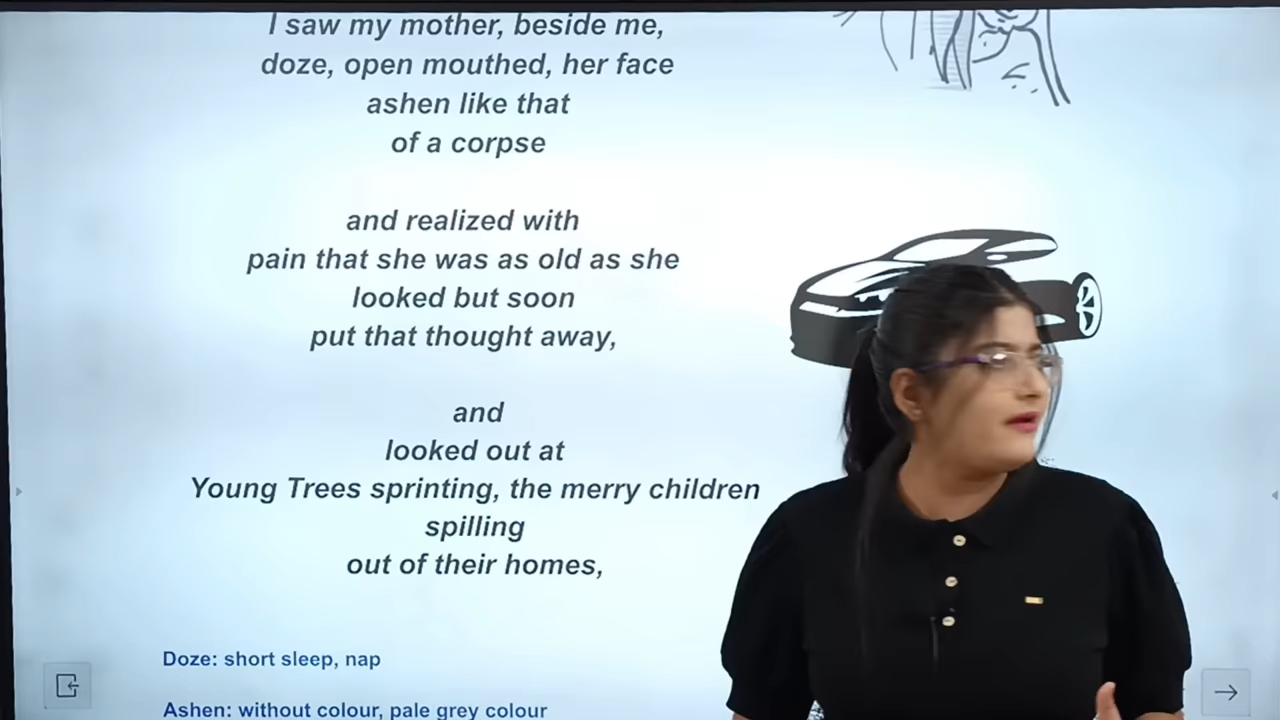 I saw my mother, beside me,
doze, open mouthed, her face
ashen like that
of a corpse
and realized with
pain that she was as old as she
looked but soon
put that thought away,
and
looked out at
Young Trees sprinting, the merry children
spilling
out of their homes,
Doze: short sleep, nap
Ashen: without colour, pale grey colour